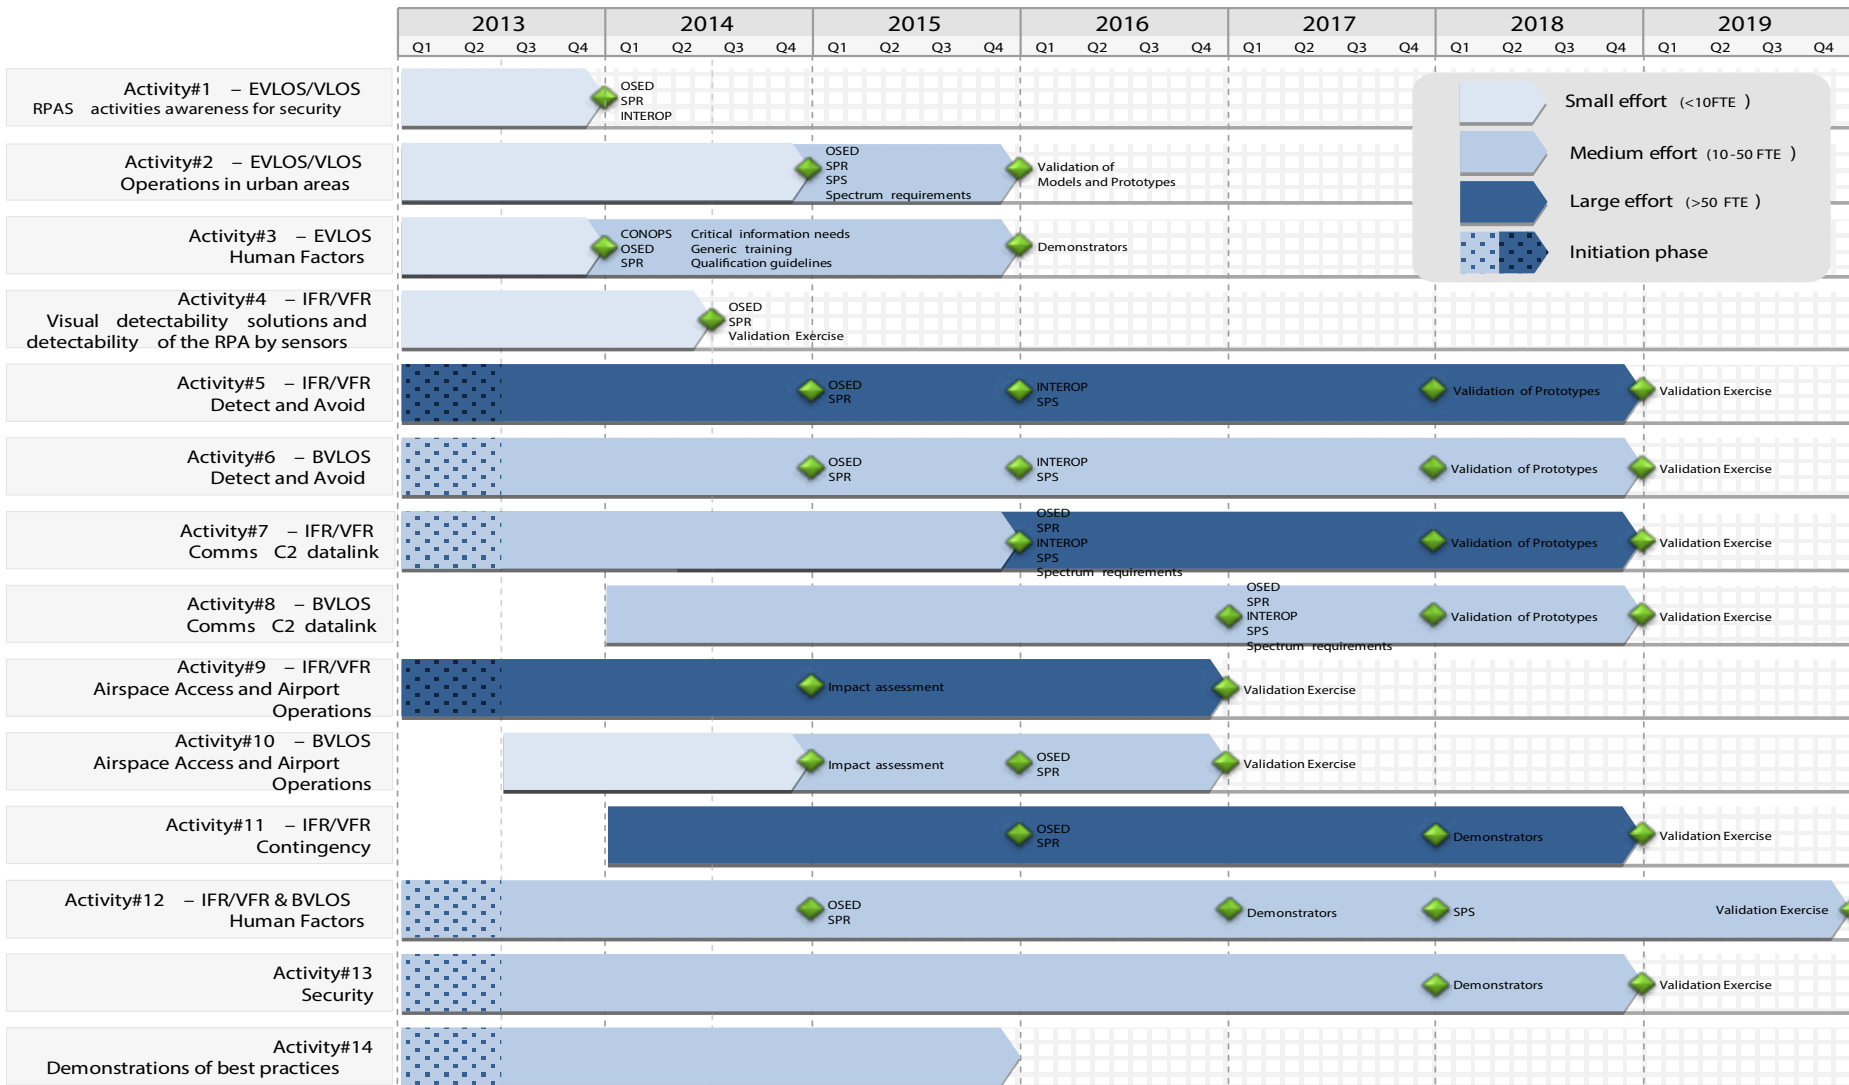 2013 2014 2015 2016 2017 2018 2019
Q1 Q2 Q3 Q4 Q1 Q2 Q3 Q4 Q1 Q2 Q3 Q4 Q1 Q2 Q3 Q4 Q1 Q2 Q3 Q4 Q1 Q2 Q3 Q4 Q1 Q2 Q3 Q4
Small effort (<10FTE )
Medium effort (10-50 FTE )
Large effort (>50 FTE )
Initiation phase
Activity#1 – EVLOS/VLOS
RPAS activities awareness for security
OSED
SPR
INTEROP
Activity#2 – EVLOS/VLOS
Operations in urban areas
OSED
SPR
SPS
Spectrum requirements
Validation of
Models and Prototypes
Activity#3 – EVLOS
Human Factors
CONOPS Critical information needs
OSED Generic training
SPR Qualification guidelines
Demonstrators
Activity#4 – IFR/VFR
Visual detectability solutions and
detectability of the RPA by sensors
OSED
SPR
Validation Exercise
Activity#5 – IFR/VFR
Detect and Avoid
OSED
SPR
INTEROP
SPS
Validation of Prototypes
Validation Exercise
Activity#6 – BVLOS
Detect and Avoid
OSED
SPR
INTEROP
SPS
Validation of Prototypes
Validation Exercise
Activity#7 – IFR/VFR
Comms C2 datalink
OSED
SPR
INTEROP
SPS
Spectrum requirements
Validation of Prototypes
Validation Exercise
Activity#8 – BVLOS
Comms C2 datalink
OSED
SPR
INTEROP
SPS
Spectrum requirements
Validation of Prototypes
Validation Exercise
Activity#9 – IFR/VFR
Airspace Access and Airport
Operations
Impact assessment
Validation Exercise
Activity#10 – BVLOS
Airspace Access and Airport
Operations
Impact assessment
OSED
SPR
Validation Exercise
Activity#11 – IFR/VFR
Contingency
OSED
SPR
Demonstrators
Validation Exercise
Activity#12 – IFR/VFR & BVLOS
Human Factors
OSED
SPR
Demonstrators
SPS
Validation Exercise
Activity#13
Security
Demonstrators
Validation Exercise
Activity#14
Demonstrations of best practices